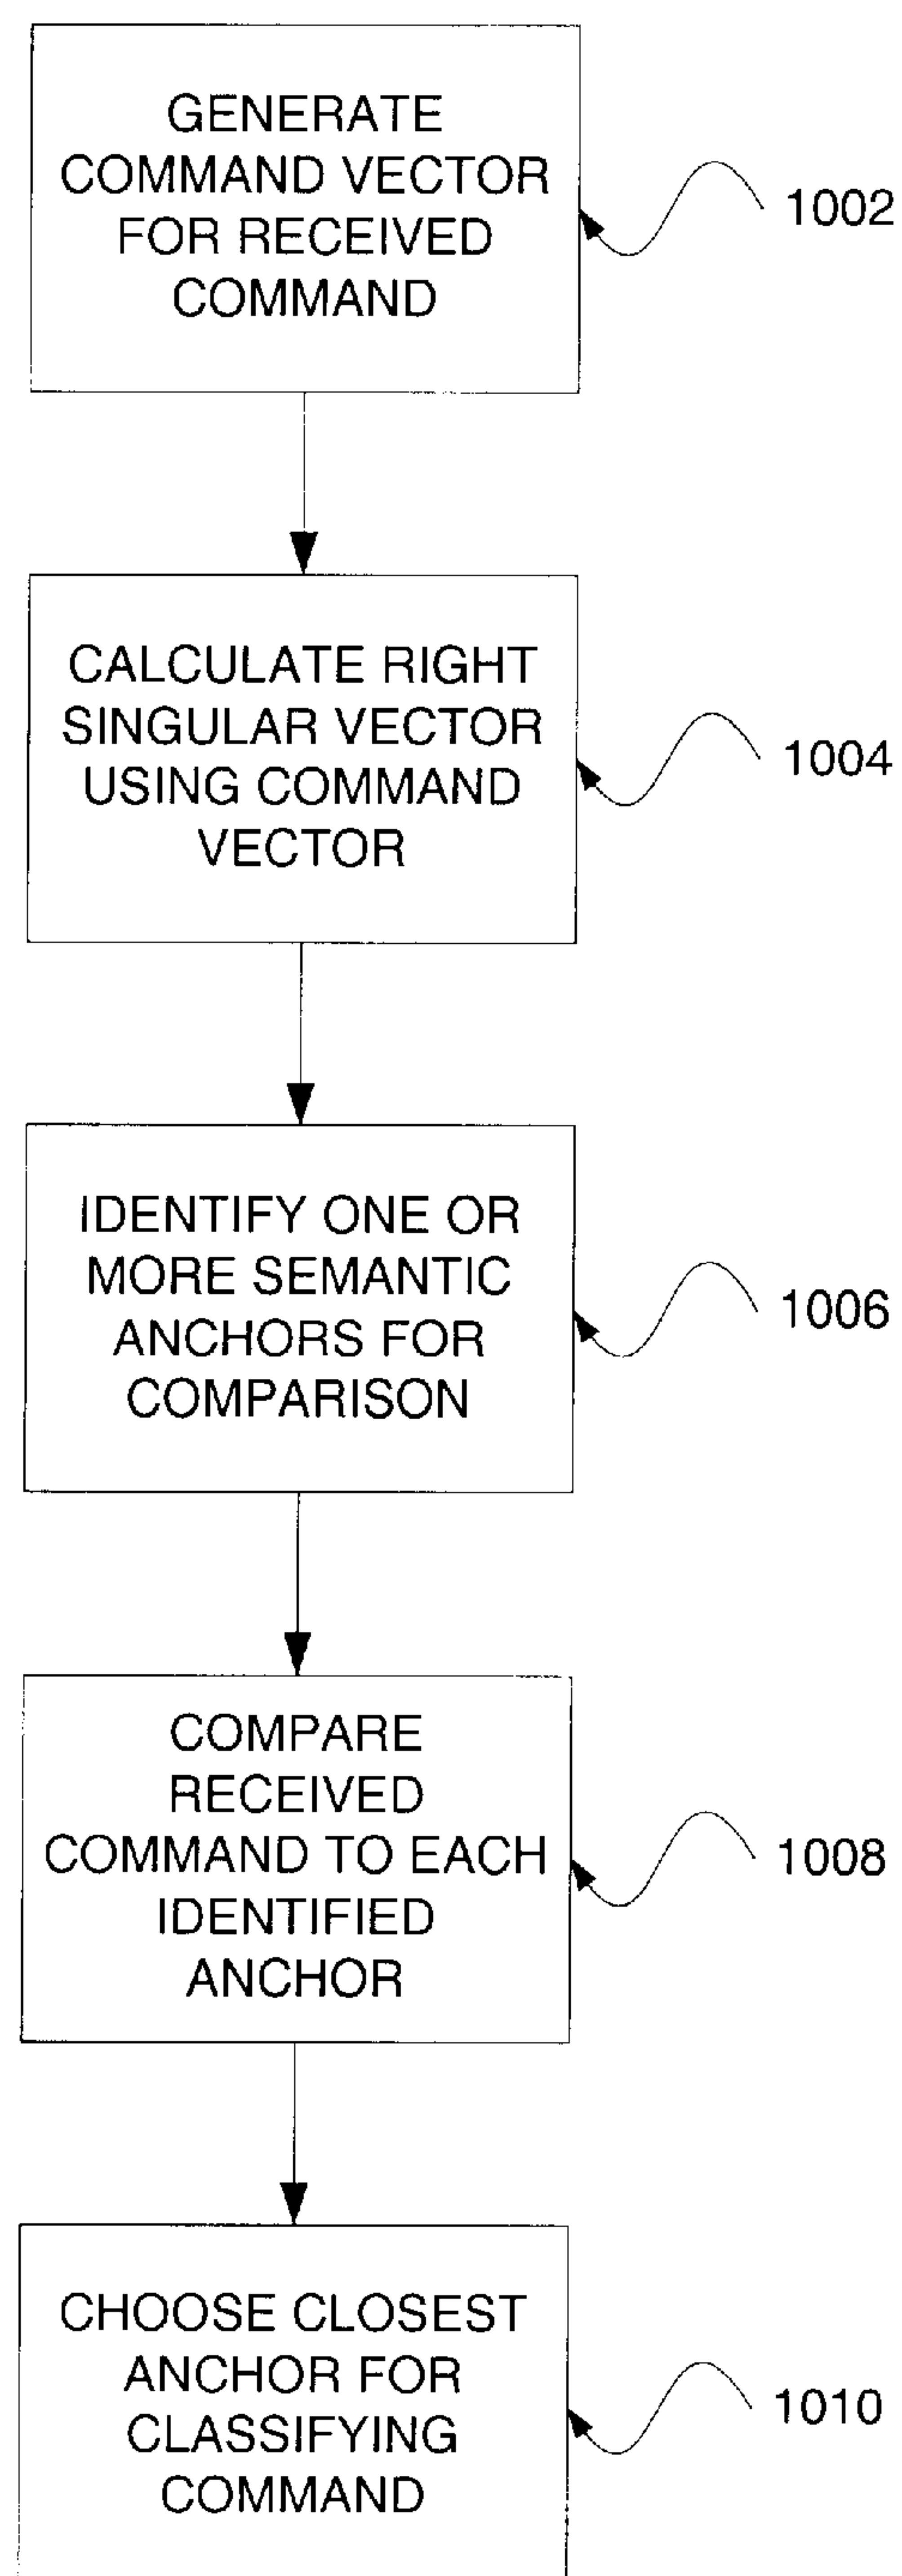 GENERATE
COMMAND VECTOR
FOR RECEIVED
COMMAND
1002
CALCULATE RIGHT
SINGULAR VECTOR
USING COMMAND
VECTOR
1004
IDENTIFY ONE OR
MORE SEMANTIC
ANCHORS FOR
COMPARISON
1006
COMPARE
RECEIVED
COMMAND TO EACH
IDENTIFIED
ANCHOR
1008
CHOOSE CLOSEST
ANCHOR FOR
CLASSIFYING
COMMAND
1010